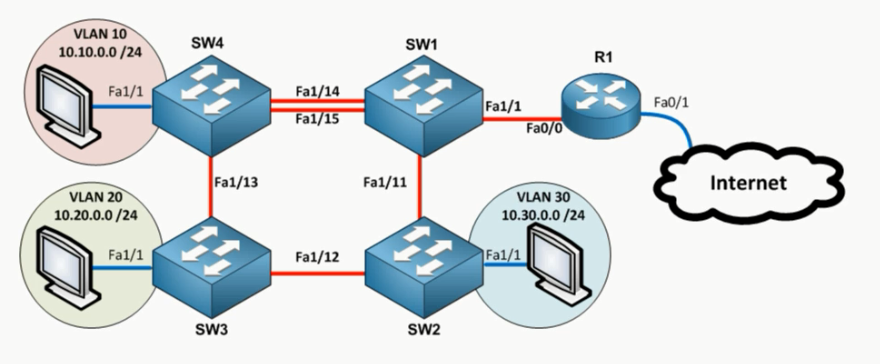 VLAN 10
10.10.0.0 /24
Fa1/1
SW4
Fa1/14
Fa1/15
SW1
Fa1/1
Fa0/0
R1
Fa0/1
Internet
Fa1/13
Fa1/11
VLAN 20
10.20.0.0 /24
Fa1/1
SW3
Fa1/12
SW2
VLAN 30
10.30.0.0 /24
Fa1/1